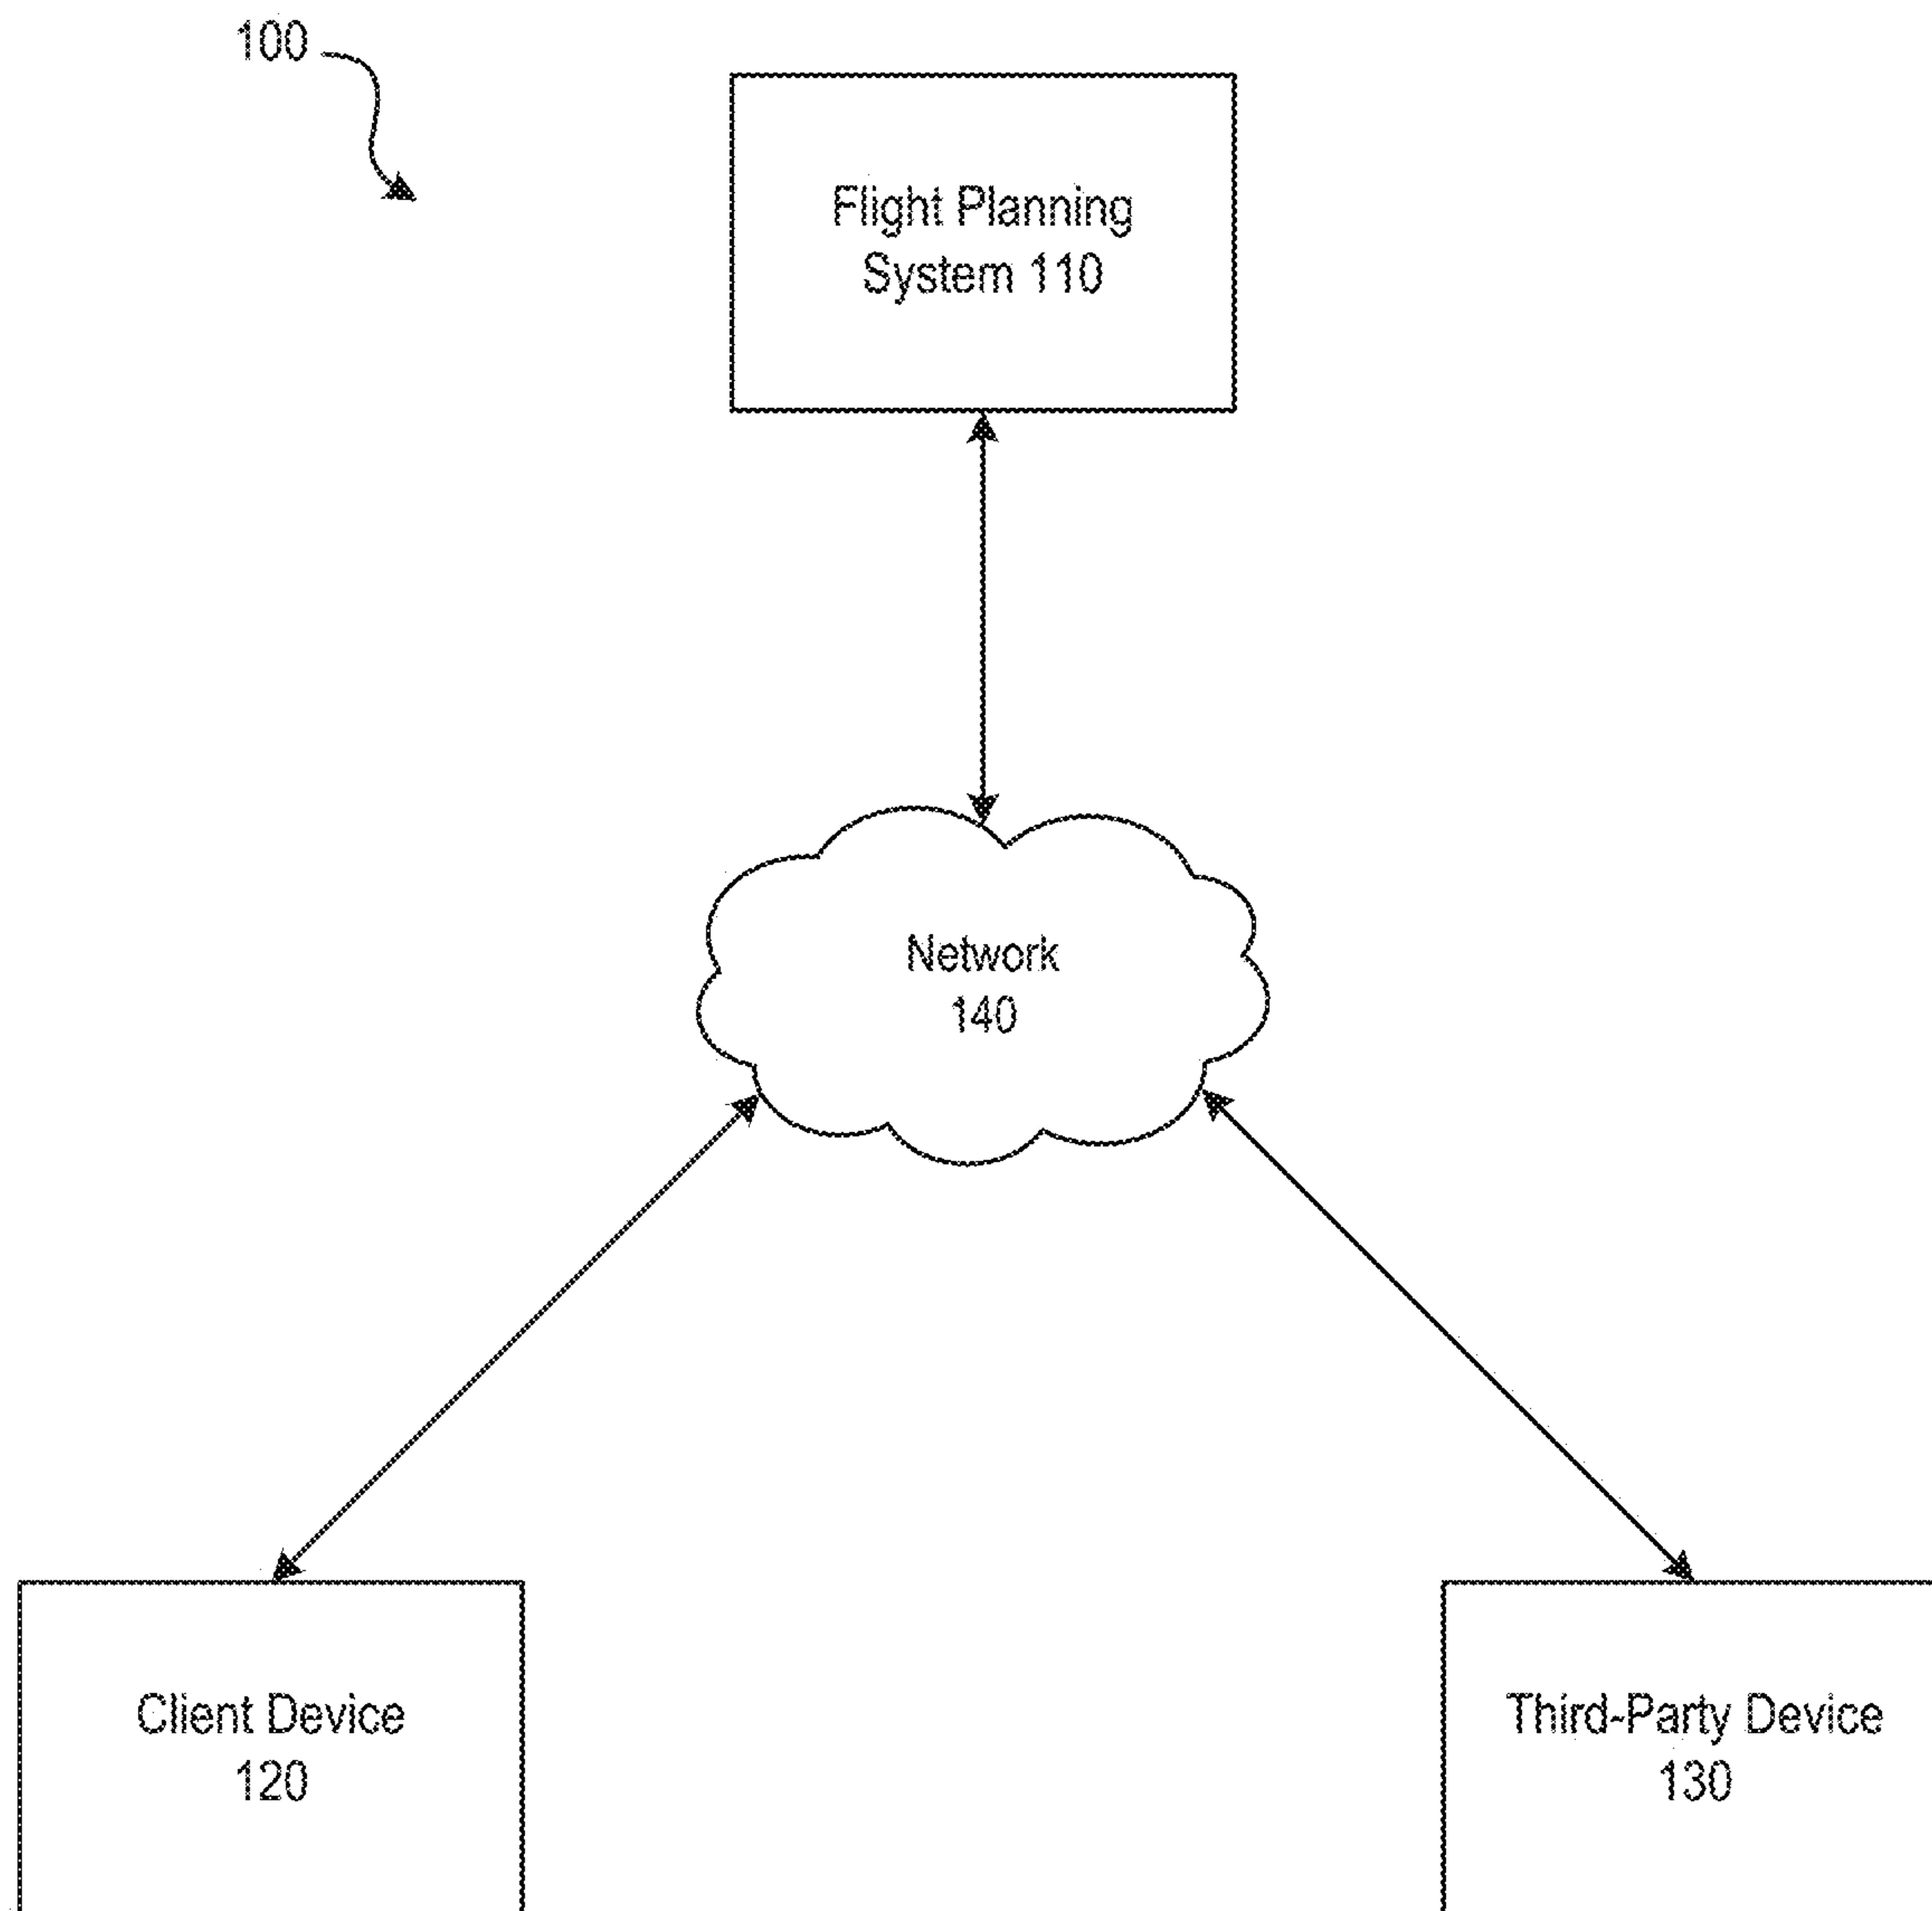 100
Flight Planning
System 110
Network
140
Client Device
120
Third-Party Device
130